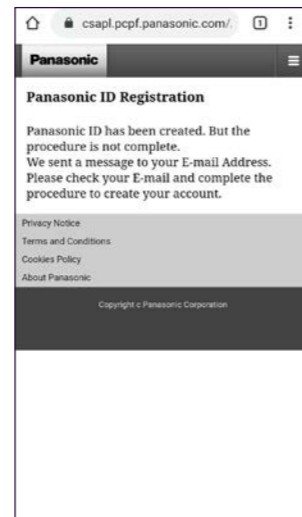 csapl.pcpf.panasonic.com/.
1
Panasonic
Panasonic ID Registration
Panasonic ID has been created. But the
procedure is not complete.
We sent a message to your E-mail Address.
Please check your E-mail and complete the
procedure to create your account.
Privacy Notice
Terms and Conditions
Cookies Policy
About Panasonic
Copyright c Panasonic Corporation